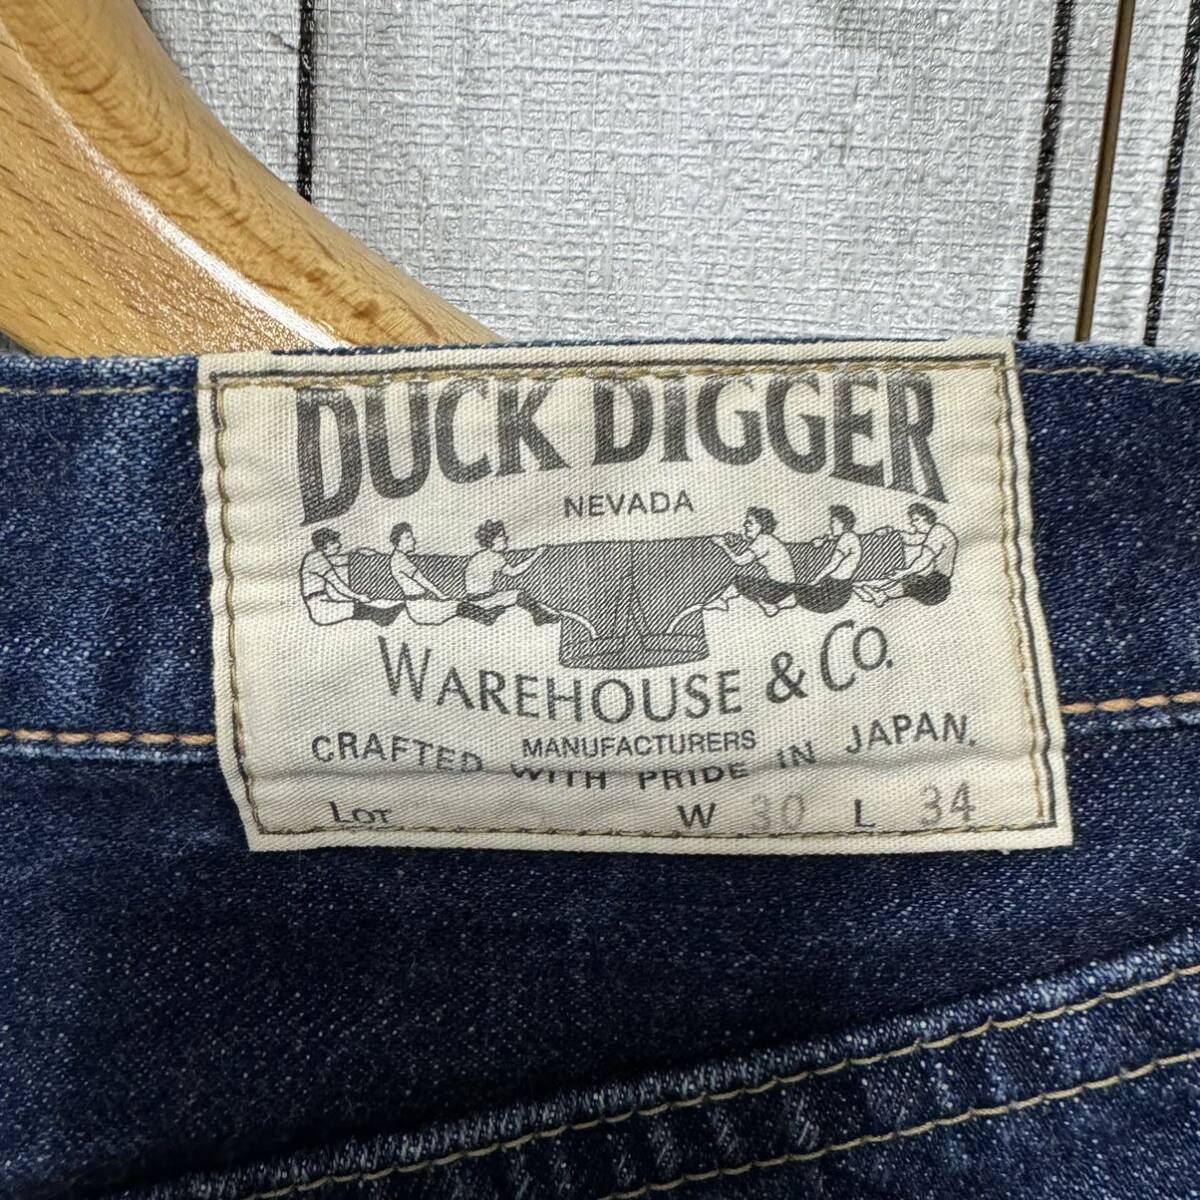 DUCK DIGGER
NEVADA
WAREHOUSE & CO.
MANUFACTURERS
CRAFTED WITH PRIDE IN JAPAN.
LOT W 30 L 34